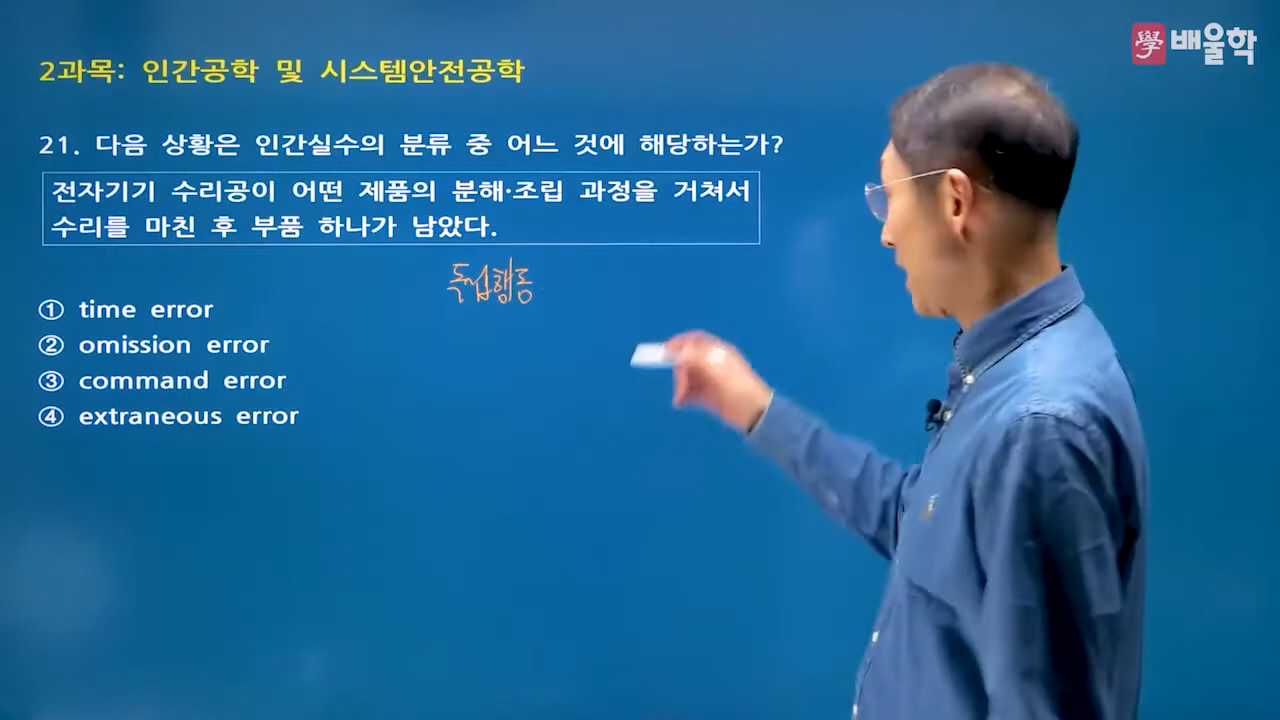 學 배울학
2과목: 인간공학 및 시스템안전공학
21. 다음 상황은 인간실수의 분류 중 어느 것에 해당하는가?
전자기기 수리공이 어떤 제품의 분해·조립 과정을 거쳐서
수리를 마친 후 부품 하나가 남았다.
독립행동
① time error
② omission error
③ command error
④ extraneous error